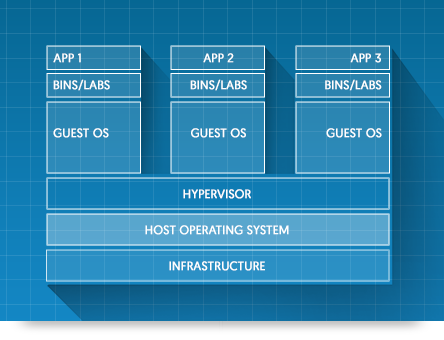 APP 1
APP 2
APP 3
BINS/LABS
BINS/LABS
BINS/LABS
GUEST OS
GUEST OS
GUEST OS
HYPERVISOR
HOST OPERATING SYSTEM
INFRASTRUCTURE